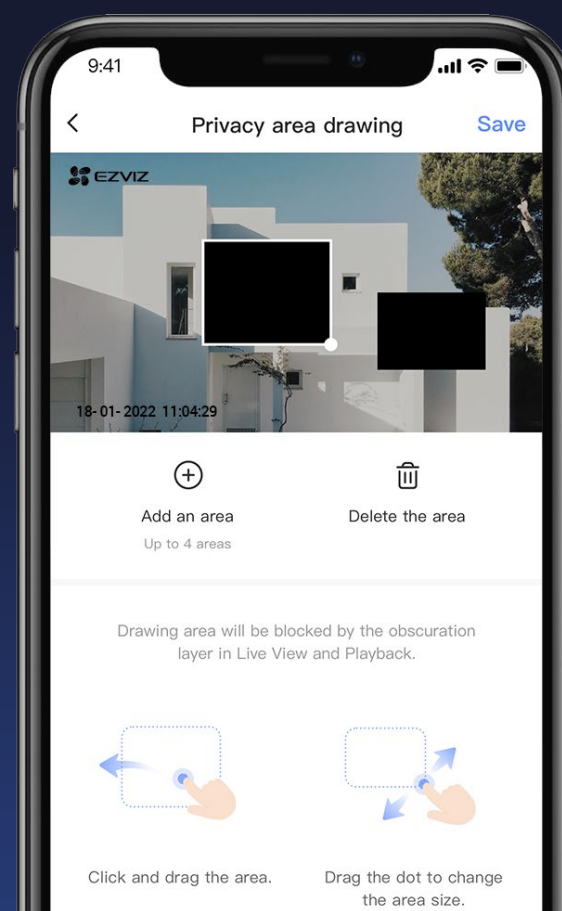 9:41
Privacy area drawing
Save
EZVIZ
18-01-2022 11:04:29
Add an area
Delete the area
Up to 4 areas
Drawing area will be blocked by the obscuration
layer in Live View and Playback.
Click and drag the area.
Drag the dot to change
the area size.